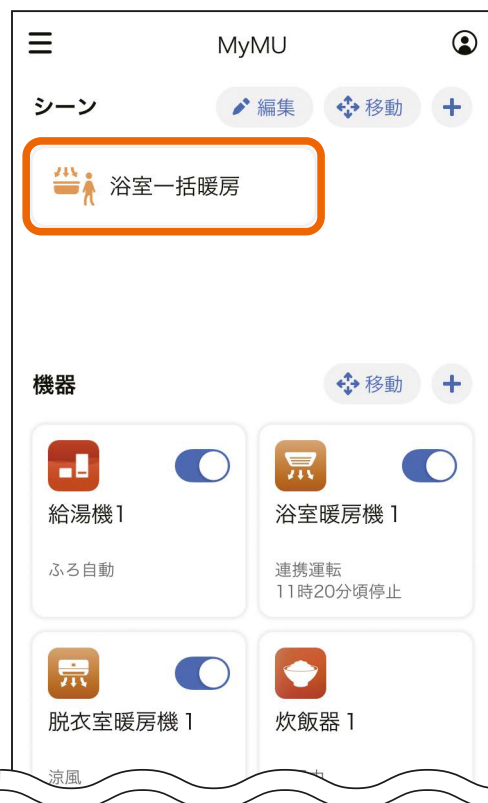 MyMU
シーン
編集
移動
浴室一括暖房
機器
移動
給湯機1
ふろ自動
浴室暖房機 1
連携運転
11時20分頃停止
脱衣室暖房機 1
涼風
炊飯器 1